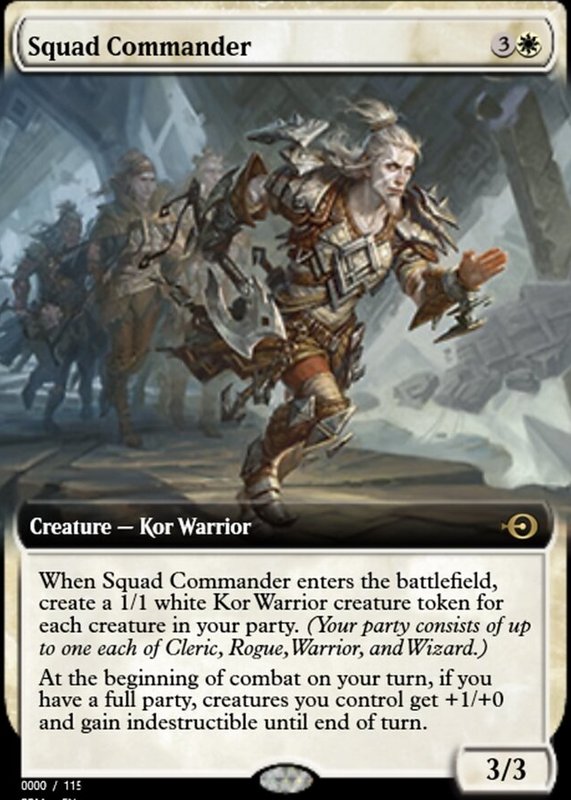 Squad Commander 3
Creature — Kor Warrior
When Squad Commander enters the battlefield,
create a 1/1 white Kor Warrior creature token for
each creature in your party. (Your party consists of up
to one each of Cleric, Rogue, Warrior, and Wizard.)
At the beginning of combat on your turn, if you
have a full party, creatures you control get +1/+0
and gain indestructible until end of turn.
3/3
0000 / 115